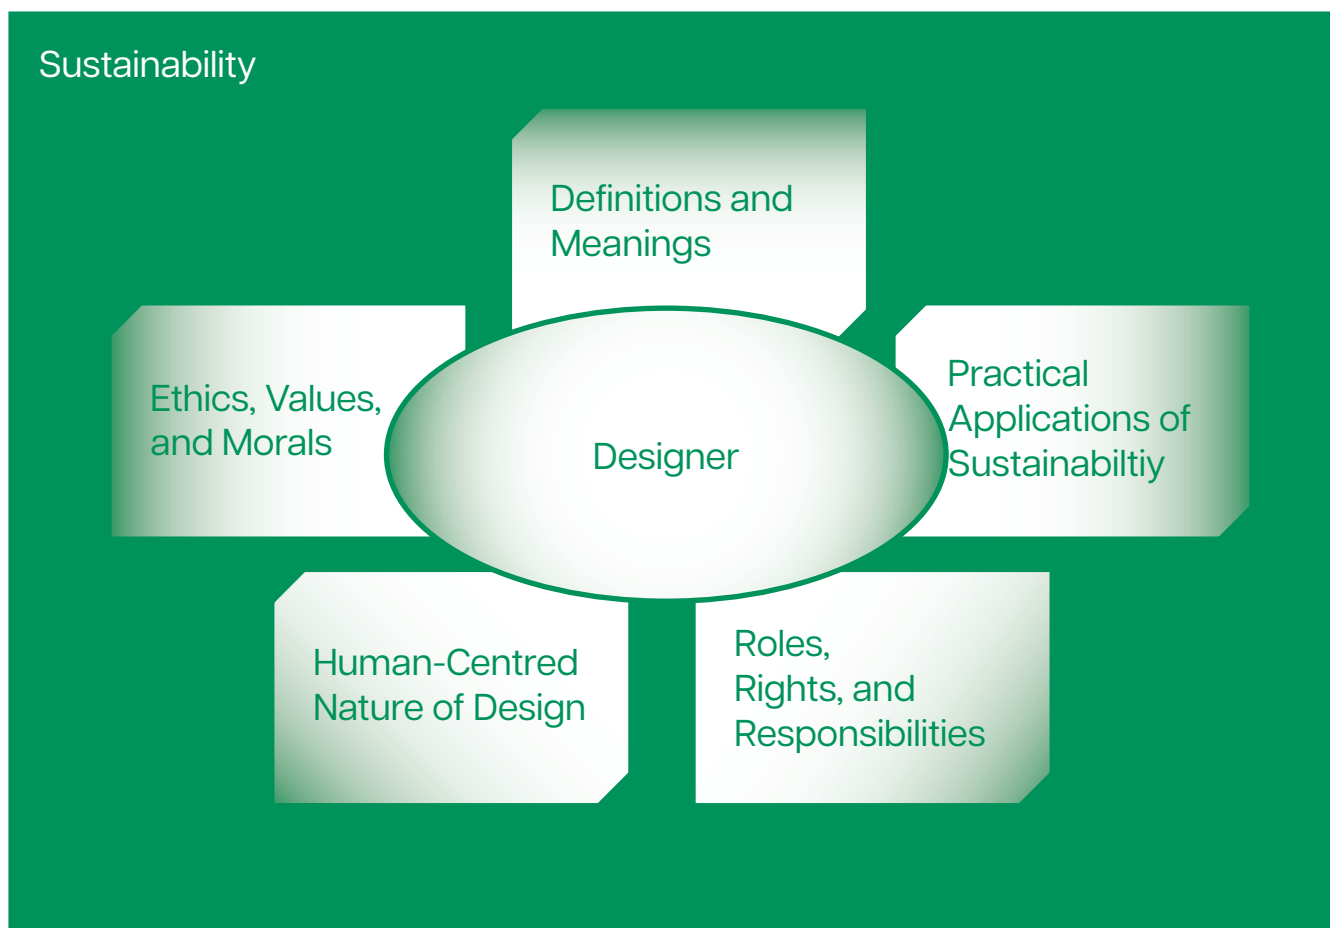 Sustainability
Definitions and
Meanings
Ethics, Values,
and Morals
Designer
Practical
Applications of
Sustainabiltiy
Human-Centred
Nature of Design
Roles,
Rights, and
Responsibilities